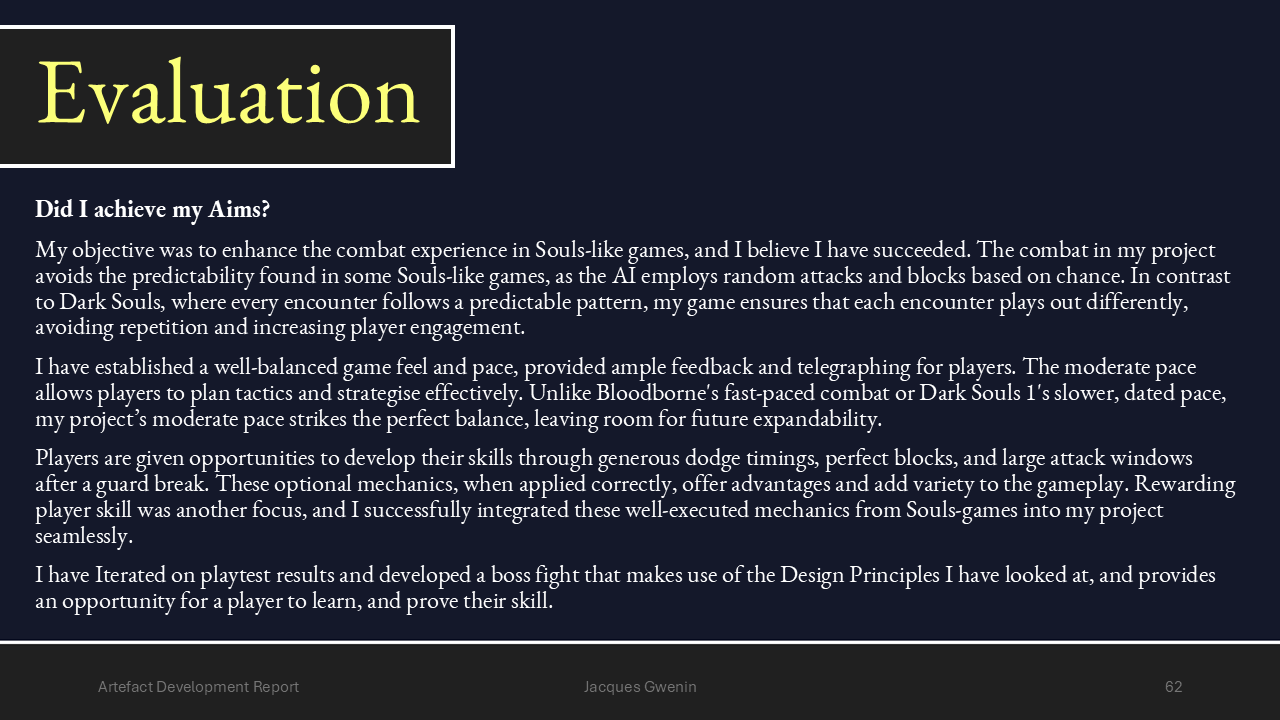 Evaluation
Did I achieve my Aims?
My objective was to enhance the combat experience in Souls-like games, and I believe I have succeeded. The combat in my project
avoids the predictability found in some Souls-like games, as the AI employs random attacks and blocks based on chance. In contrast
to Dark Souls, where every encounter follows a predictable pattern, my game ensures that each encounter plays out differently,
avoiding repetition and increasing player engagement.
I have established a well-balanced game feel and pace, provided ample feedback and telegraphing for players. The moderate pace
allows players to plan tactics and strategise effectively. Unlike Bloodborne's fast-paced combat or Dark Souls 1's slower, dated pace,
my project’s moderate pace strikes the perfect balance, leaving room for future expandability.
Players are given opportunities to develop their skills through generous dodge timings, perfect blocks, and large attack windows
after a guard break. These optional mechanics, when applied correctly, offer advantages and add variety to the gameplay. Rewarding
player skill was another focus, and I successfully integrated these well-executed mechanics from Souls-games into my project
seamlessly.
I have Iterated on playtest results and developed a boss fight that makes use of the Design Principles I have looked at, and provides
an opportunity for a player to learn, and prove their skill.
Artefact Development Report
Jacques Gwenin
62